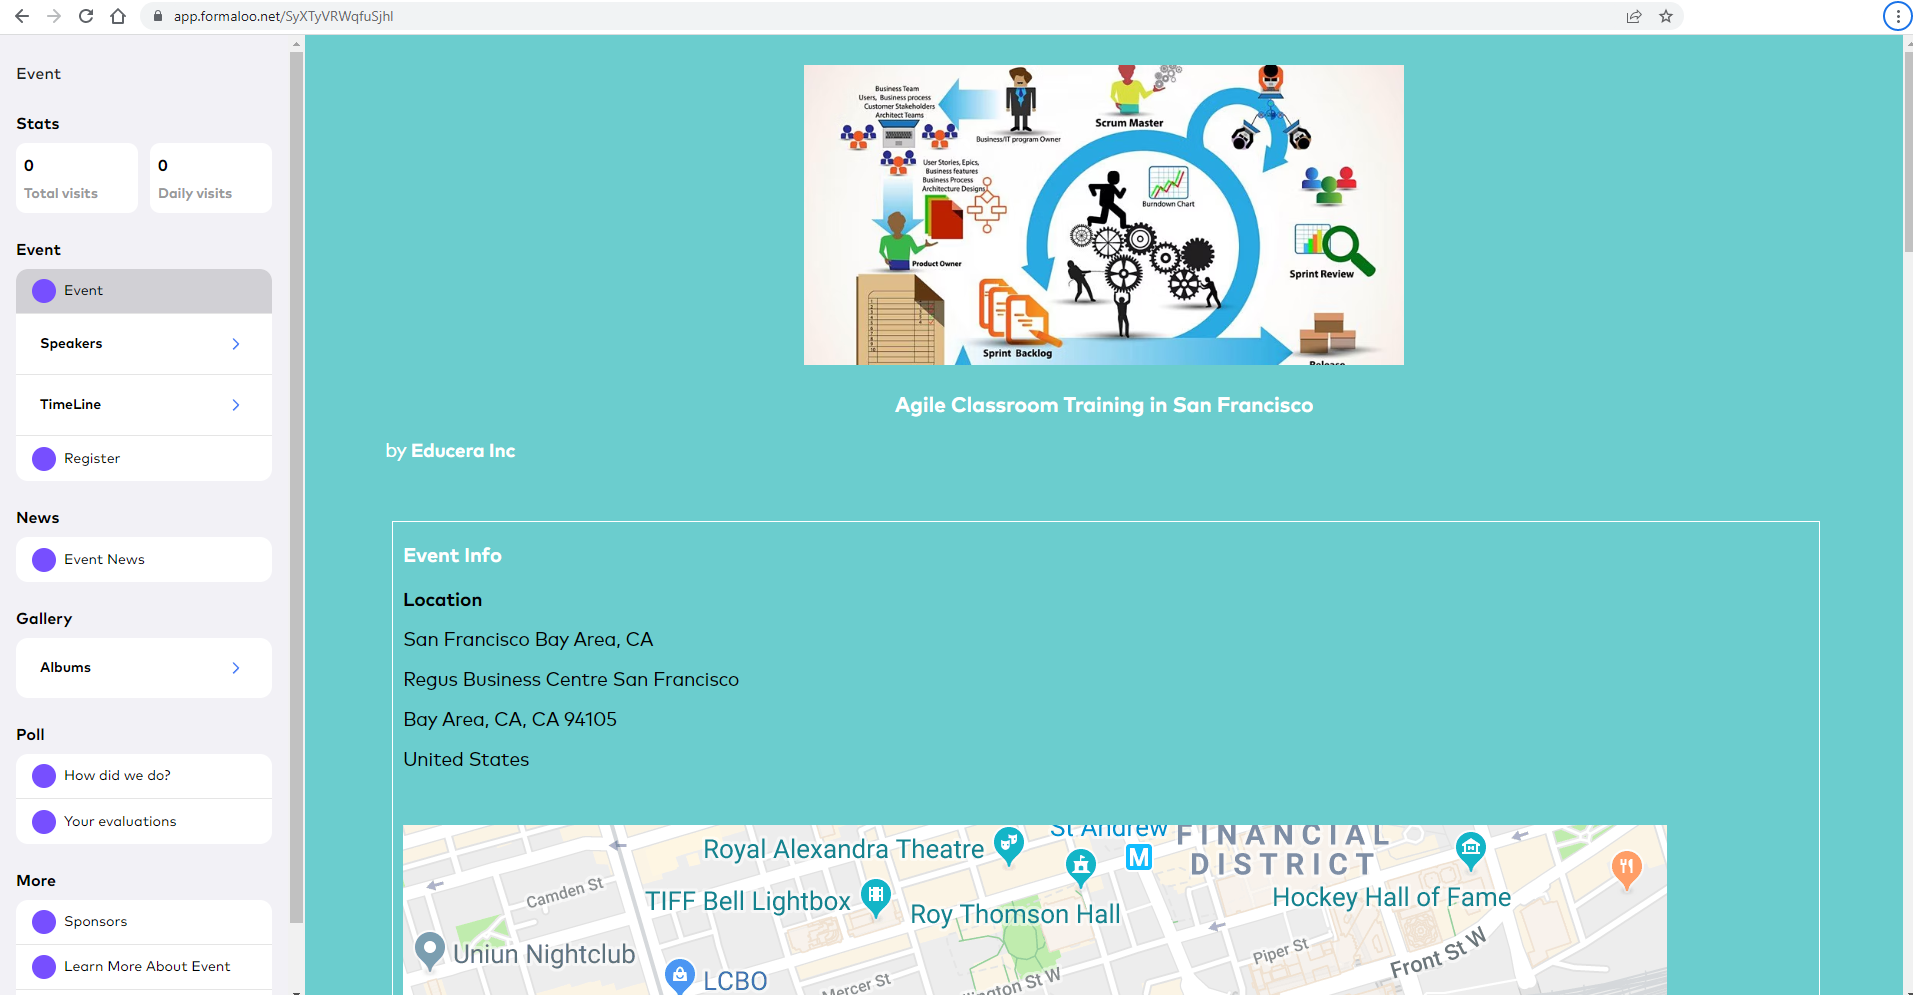 app.formaloo.net/SyXTyVRWqfuSjhI
Event
Stats
0
Total visits
0
Daily visits
Event
Event
Speakers
TimeLine
Register
News
Event News
Gallery
Albums
Poll
How did we do?
Your evaluations
More
Sponsors
Learn More About Event
Business Team
Users, Business process
Customer Stakeholders
Architect Teams
Business/IT program Owner
Scrum Master
User Stories, Epics,
Business features
Business Process
Architecture Designs
Burndown Chart
Product Owner
Sprint Review
Sprint Backlog
Release
Agile Classroom Training in San Francisco
by Educera Inc
Event Info
Location
San Francisco Bay Area, CA
Regus Business Centre San Francisco
Bay Area, CA, CA 94105
United States
St Andrew
FINANCIAL
DISTRICT
Royal Alexandra Theatre
M
Camden St
TIFF Bell Lightbox
Roy Thomson Hall
Hockey Hall of Fame
Uniun Nightclub
Piper St
Front St W
LCBO
Mercer St
ington St W